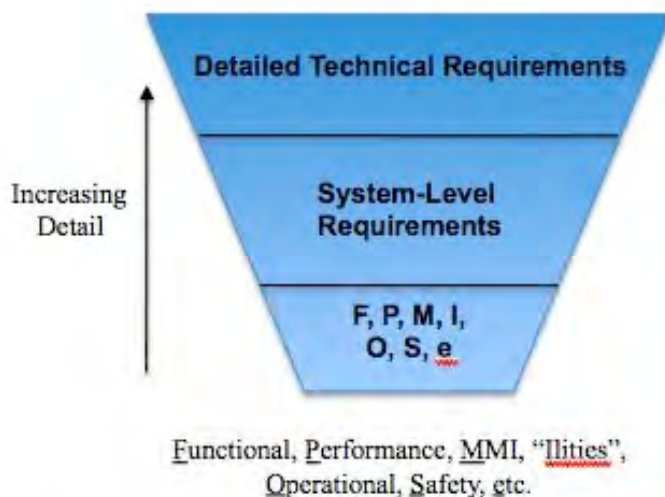 Detailed Technical Requirements
Increasing
Detail
System-Level
Requirements
F, P, M, I,
O, S, e
Functional, Performance, MMI, “Ilities”,
Operational, Safety, etc.